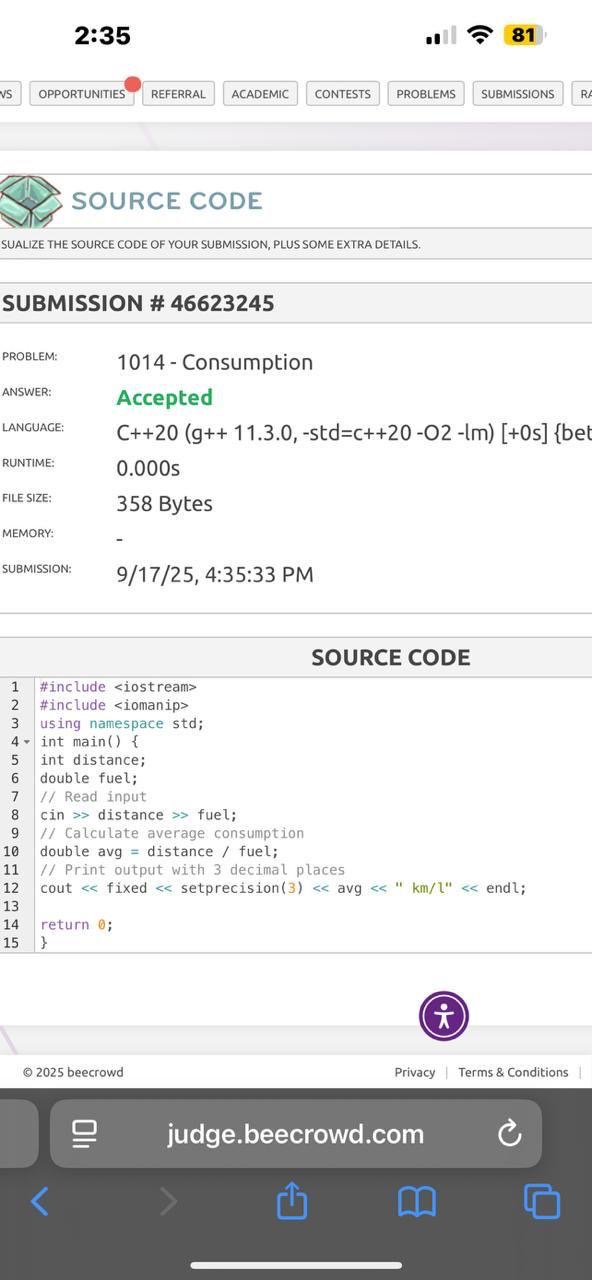 2:35
81
WS OPPORTUNITIES REFERRAL ACADEMIC CONTESTS PROBLEMS SUBMISSIONS RA
SOURCE CODE
SUALIZE THE SOURCE CODE OF YOUR SUBMISSION, PLUS SOME EXTRA DETAILS.
SUBMISSION # 46623245
PROBLEM: 1014 - Consumption
ANSWER: Accepted
LANGUAGE: C++20 (g++ 11.3.0, -std=c++20 -O2 -lm) [+0s] {bet
RUNTIME: 0.000s
FILE SIZE: 358 Bytes
MEMORY: -
SUBMISSION: 9/17/25, 4:35:33 PM
SOURCE CODE
1 #include <iostream>
2 #include <iomanip>
3 using namespace std;
4 int main() {
5 int distance;
6 double fuel;
7 // Read input
8 cin >> distance >> fuel;
9 // Calculate average consumption
10 double avg = distance / fuel;
11 // Print output with 3 decimal places
12 cout << fixed << setprecision(3) << avg << " km/l" << endl;
13
14 return 0;
15 }
© 2025 beecrowd Privacy | Terms & Conditions |
judge.beecrowd.com